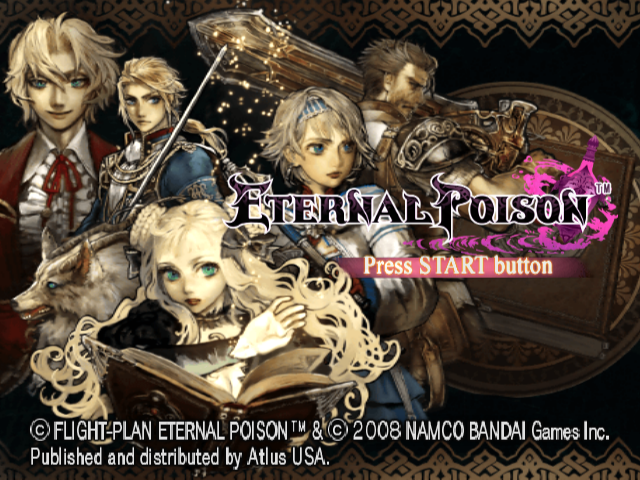 ETERNAL POISON™
Press START button
Ⓒ FLIGHT-PLAN ETERNAL POISON™ & Ⓒ 2008 NAMCO BANDAI Games Inc.
Published and distributed by Atlus USA.